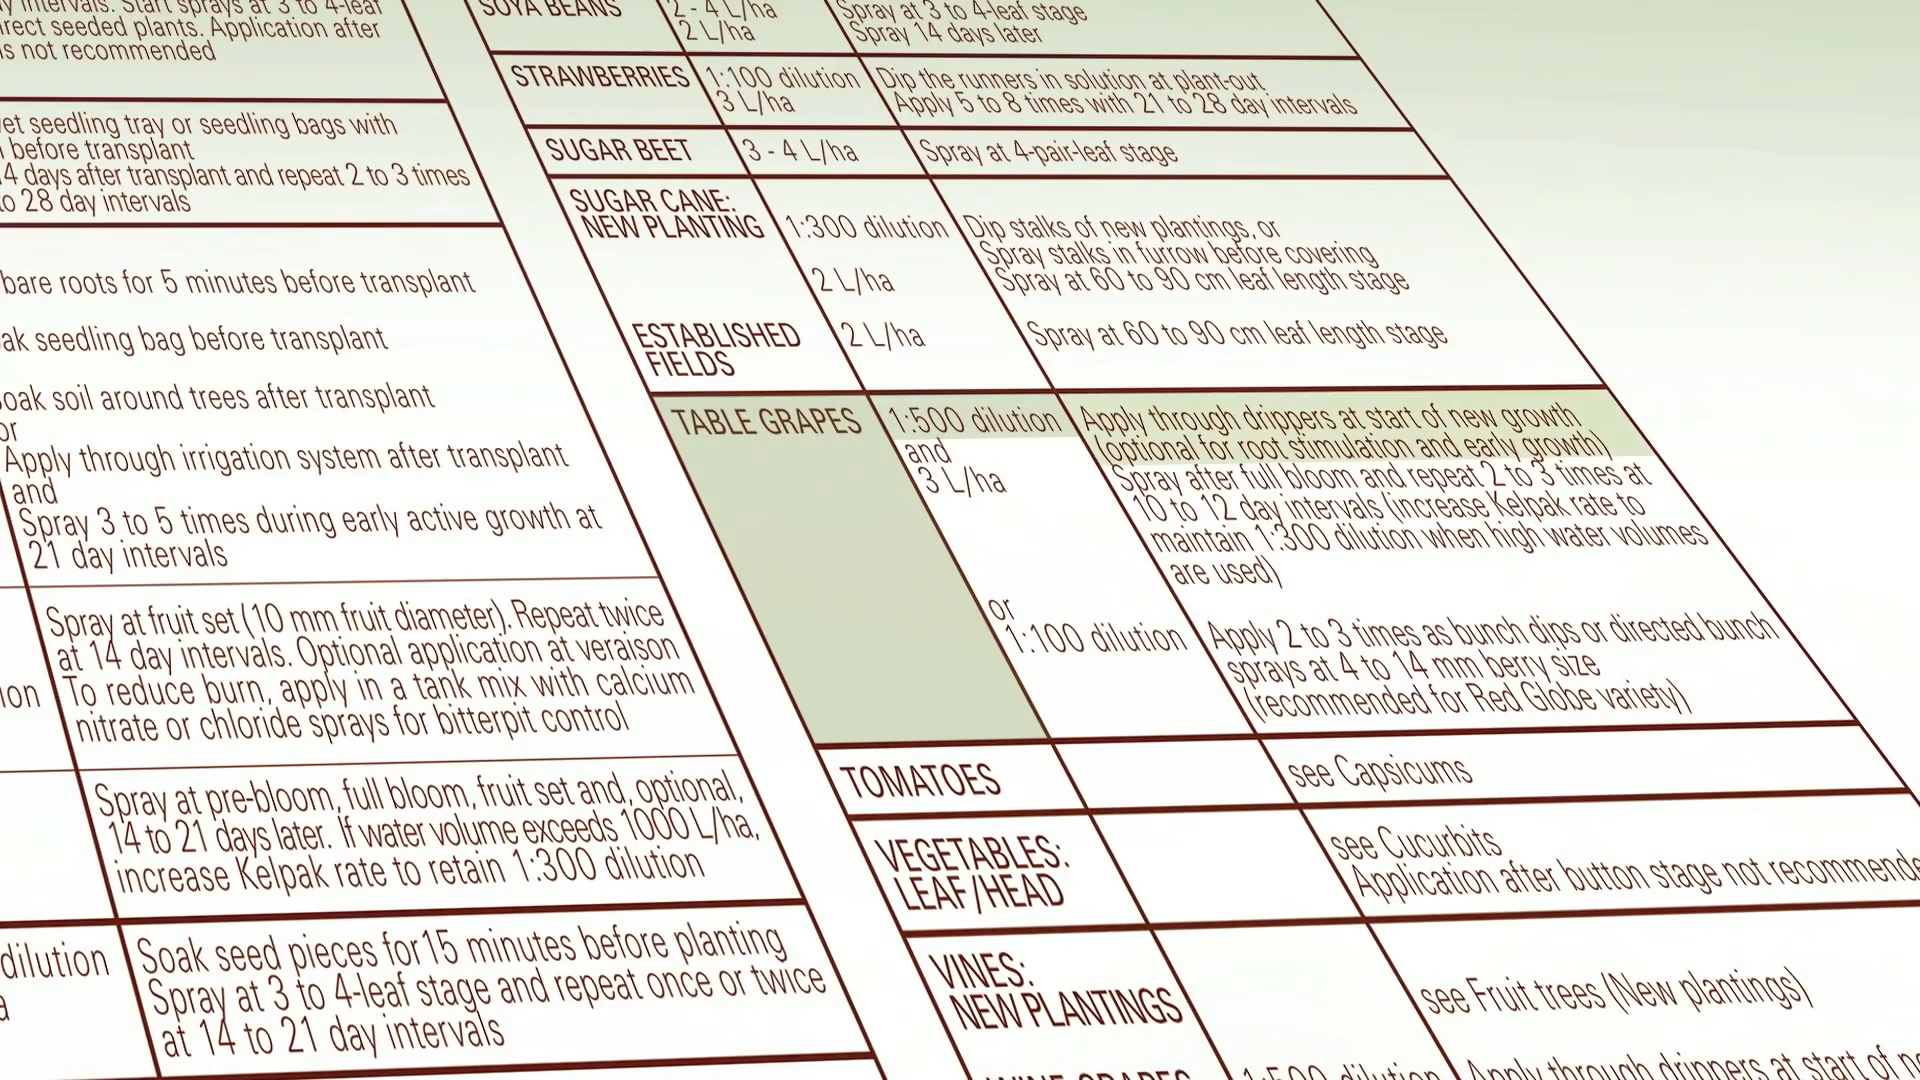 y intervals. Start sprays at 3 to 4-leaf
rect seeded plants. Application after
s not recommended
et seedling tray or seedling bags with
before transplant
14 days after transplant and repeat 2 to 3 times
to 28 day intervals
bare roots for 5 minutes before transplant
ak seedling bag before transplant
oak soil around trees after transplant
or
Apply through irrigation system after transplant
and
Spray 3 to 5 times during early active growth at
21 day intervals
ion
Spray at fruit set (10 mm fruit diameter). Repeat twice
at 14 day intervals. Optional application at veraison
To reduce burn, apply in a tank mix with calcium
nitrate or chloride sprays for bitterpit control
Spray at pre-bloom, full bloom, fruit set and, optional,
14 to 21 days later. If water volume exceeds 1000 L/ha,
increase Kelpak rate to retain 1:300 dilution
dilution
a
Soak seed pieces for15 minutes before planting
Spray at 3 to 4-leaf stage and repeat once or twice
at 14 to 21 day intervals
SOYA BEANS
2 - 4 L/ha
2 L/ha
Spray at 3 to 4-leaf stage
Spray 14 days later
STRAWBERRIES
1:100 dilution
3 L/ha
Dip the runners in solution at plant-out
Apply 5 to 8 times with 21 to 28 day intervals
SUGAR BEET
3 - 4 L/ha
Spray at 4-pair-leaf stage
SUGAR CANE:
NEW PLANTING
1:300 dilution
2 L/ha
Dip stalks of new plantings, or
Spray stalks in furrow before covering
Spray at 60 to 90 cm leaf length stage
ESTABLISHED
FIELDS
2 L/ha
Spray at 60 to 90 cm leaf length stage
TABLE GRAPES
1:500 dilution
and
3 L/ha
or
1:100 dilution
Apply through drippers at start of new growth
(optional for root stimulation and early growth)
Spray after full bloom and repeat 2 to 3 times at
10 to 12 day intervals (increase Kelpak rate to
maintain 1:300 dilution when high water volumes
are used)
Apply 2 to 3 times as bunch dips or directed bunch
sprays at 4 to 14 mm berry size
(recommended for Red Globe variety)
TOMATOES
see Capsicums
VEGETABLES:
LEAF/HEAD
see Cucurbits
Application after button stage not recommende
VINES:
NEW PLANTINGS
see Fruit trees (New plantings)
WINE GRAPES
1:500 dilution
Apply through drippers at start of ne